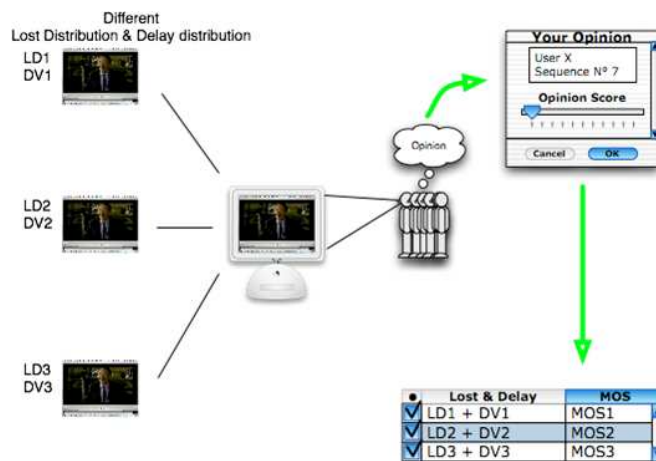 Different
Lost Distribution & Delay distribution
LD1
DV1
LD2
DV2
LD3
DV3
Opinion
Your Opinion
User X
Sequence Nº 7
Opinion Score
Cancel
OK
Lost & Delay
MOS
LD1 + DV1
MOS1
LD2 + DV2
MOS2
LD3 + DV3
MOS3